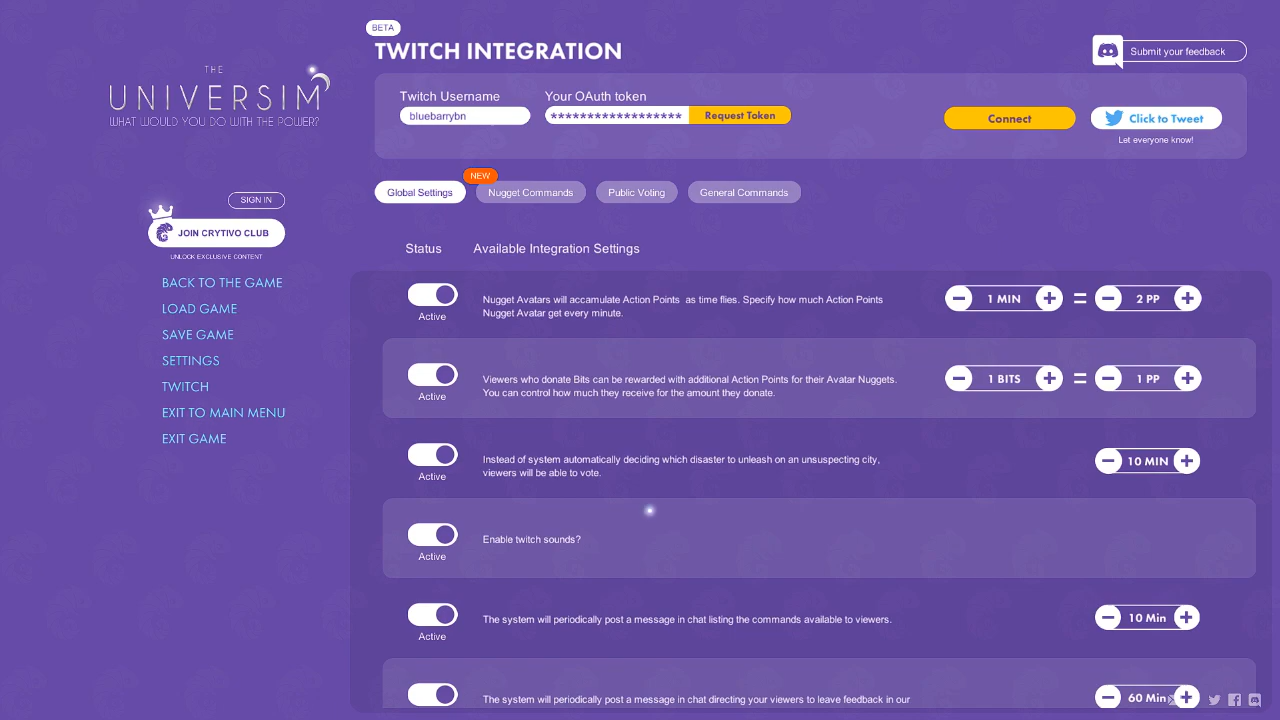 BETA
TWITCH INTEGRATION
Submit your feedback
THE
UNIVERSIM
WHAT WOULD YOU DO WITH THE POWER?
Twitch Username
Your OAuth token
bluebarrybn
******************
Request Token
Connect
Click to Tweet
Let everyone know!
NEW
Global Settings
Nugget Commands
Public Voting
General Commands
SIGN IN
JOIN CRYTIVO CLUB
UNLOCK EXCLUSIVE CONTENT
BACK TO THE GAME
LOAD GAME
SAVE GAME
SETTINGS
TWITCH
EXIT TO MAIN MENU
EXIT GAME
Status
Available Integration Settings
Active
Nugget Avatars will accamulate Action Points as time flies. Specify how much Action Points
Nugget Avatar get every minute.
1 MIN = 2 PP
Active
Viewers who donate Bits can be rewarded with additional Action Points for their Avatar Nuggets.
You can control how much they receive for the amount they donate.
1 BITS = 1 PP
Active
Instead of system automatically deciding which disaster to unleash on an unsuspecting city,
viewers will be able to vote.
10 MIN
Active
Enable twitch sounds?
Active
The system will periodically post a message in chat listing the commands available to viewers.
10 Min
The system will periodically post a message in chat directing your viewers to leave feedback in our
60 Min